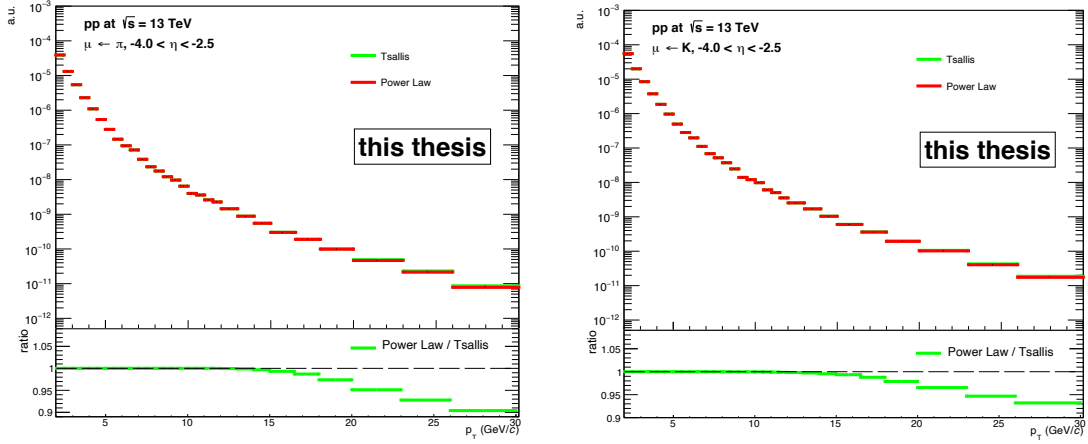 a.u.
pp at √s = 13 TeV
μ ← π, -4.0 < η < -2.5
Tsallis
Power Law
this thesis
10⁻³
10⁻⁴
10⁻⁵
10⁻⁶
10⁻⁷
10⁻⁸
10⁻⁹
10⁻¹⁰
10⁻¹¹
10⁻¹²
ratio
Power Law / Tsallis
1.05
1
0.95
0.9
5 10 15 20 25 30
p_T (GeV/c)
a.u.
pp at √s = 13 TeV
μ ← K, -4.0 < η < -2.5
Tsallis
Power Law
this thesis
10⁻³
10⁻⁴
10⁻⁵
10⁻⁶
10⁻⁷
10⁻⁸
10⁻⁹
10⁻¹⁰
10⁻¹¹
10⁻¹²
ratio
Power Law / Tsallis
1.05
1
0.95
0.9
5 10 15 20 25 30
p_T (GeV/c)